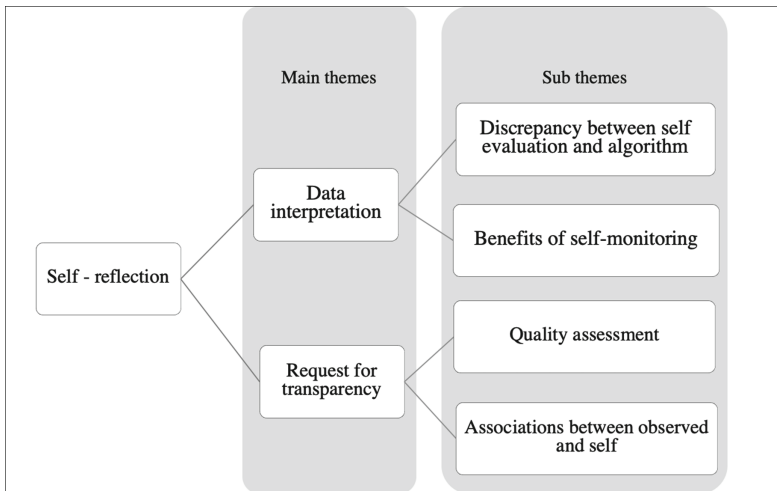 Main themes
Sub themes
Discrepancy between self
evaluation and algorithm
Data
interpretation
Benefits of self-monitoring
Self - reflection
Quality assessment
Request for
transparency
Associations between observed
and self